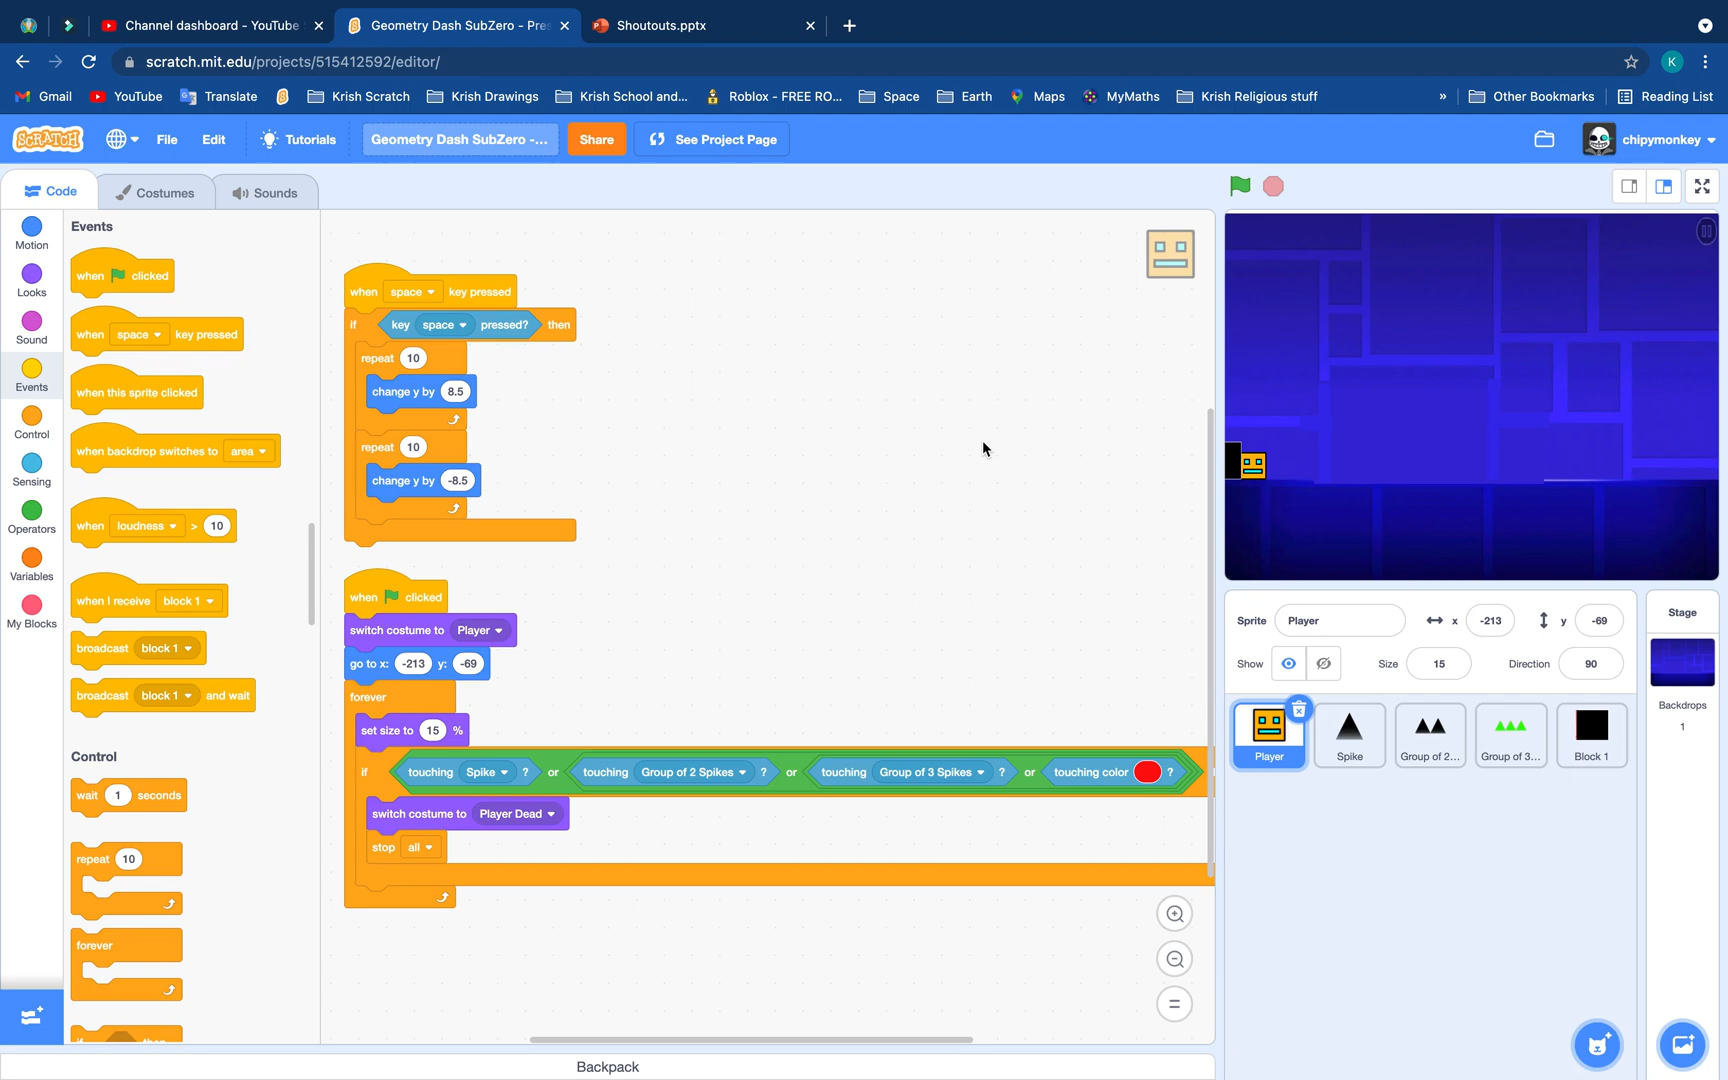 Channel dashboard - YouTube
Geometry Dash SubZero - Pres
Shoutouts.pptx
scratch.mit.edu/projects/515412592/editor/
K
Gmail
YouTube
Translate
Krish Scratch
Krish Drawings
Krish School and...
Roblox - FREE RO...
Space
Earth
Maps
MyMaths
Krish Religious stuff
»
Other Bookmarks
Reading List
SCRATCH
File
Edit
Tutorials
Geometry Dash SubZero -...
Share
See Project Page
chipymonkey
Code
Costumes
Sounds
Motion
Looks
Sound
Events
Control
Sensing
Operators
Variables
My Blocks
Events
when clicked
when space key pressed
when this sprite clicked
when backdrop switches to area
when loudness > 10
when I receive block 1
broadcast block 1
broadcast block 1 and wait
Control
wait 1 seconds
repeat 10
forever
when space key pressed
if key space pressed? then
repeat 10
change y by 8.5
repeat 10
change y by -8.5
when clicked
switch costume to Player
go to x: -213 y: -69
forever
set size to 15 %
if touching Spike ? or touching Group of 2 Spikes ? or touching Group of 3 Spikes ? or touching color ?
switch costume to Player Dead
stop all
Backpack
Sprite Player x -213 y -69
Show Size 15 Direction 90
Player
Spike
Group of 2...
Group of 3...
Block 1
Stage
Backdrops
1